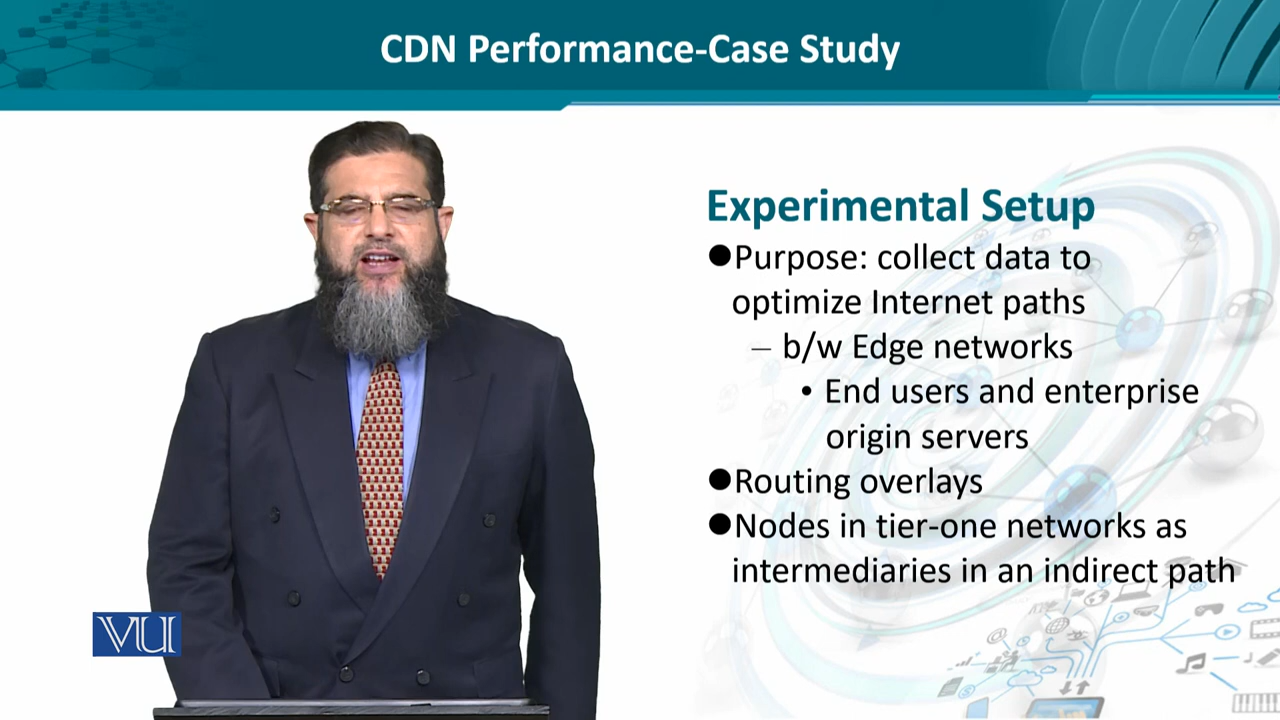 CDN Performance-Case Study
Experimental Setup
●Purpose: collect data to
optimize Internet paths
– b/w Edge networks
• End users and enterprise
origin servers
●Routing overlays
●Nodes in tier-one networks as
intermediaries in an indirect path
VU